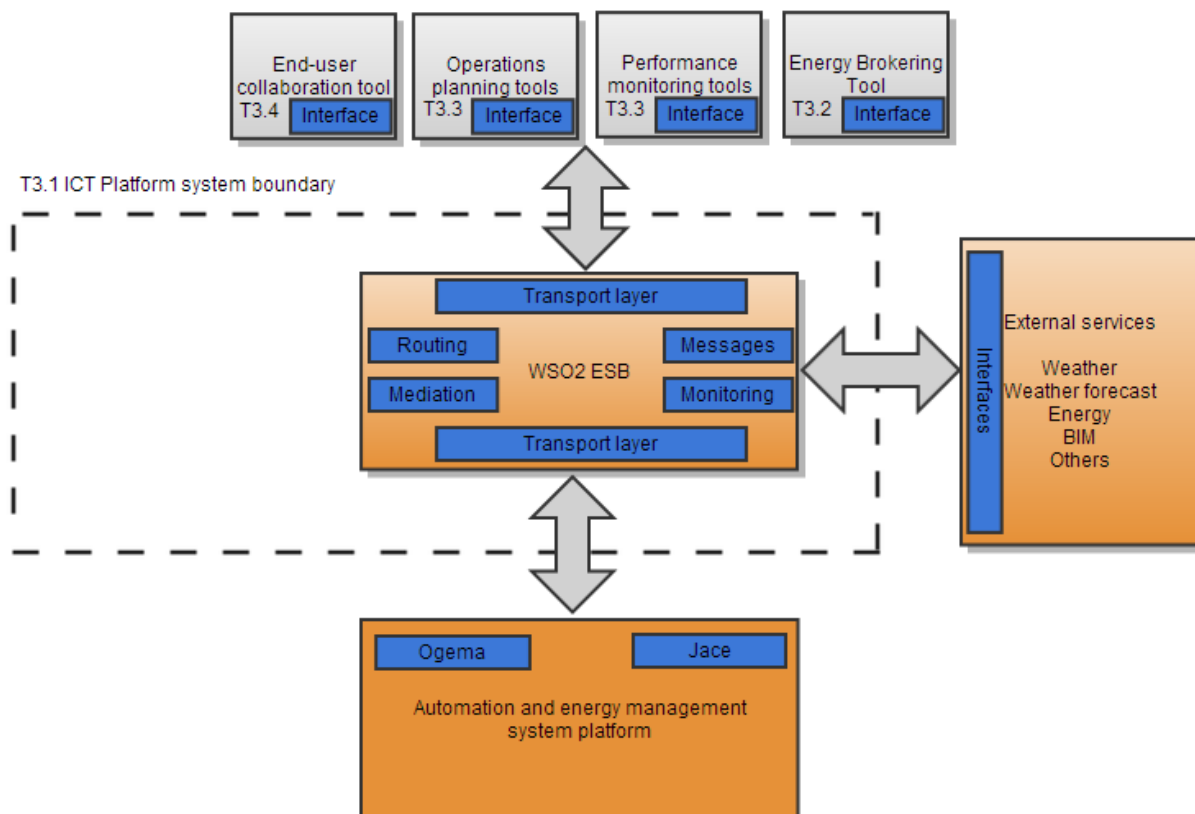 End-user
collaboration tool
T3.4
Interface
Operations
planning tools
T3.3
Interface
Performance
monitoring tools
T3.3
Interface
Energy Brokering
Tool
T3.2
Interface
T3.1 ICT Platform system boundary
Transport layer
Routing
Messages
WSO2 ESB
Mediation
Monitoring
Transport layer
Interfaces
External services
Weather
Weather forecast
Energy
BIM
Others
Ogema
Jace
Automation and energy management
system platform